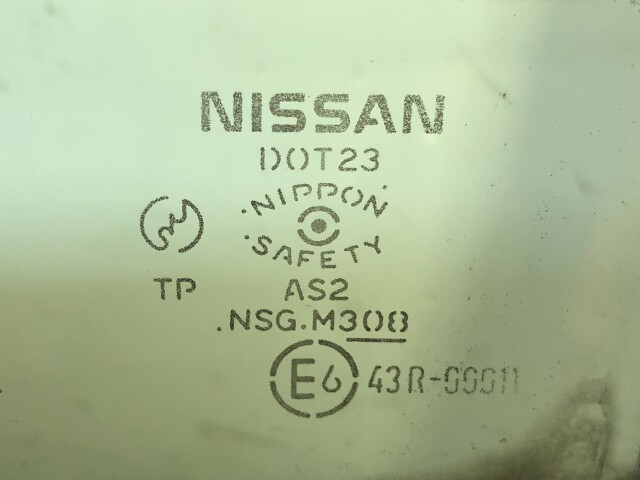 NISSAN
DOT23
NIPPON
SAFETY
TP AS2
.NSG.M308
E6 43R-00011